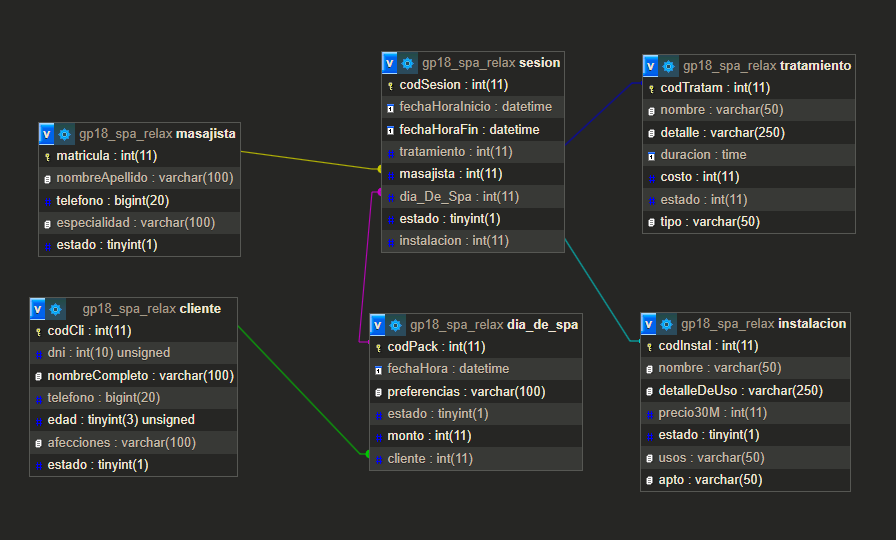 v gp18_spa_relax masajista
matricula : int(11)
nombreApellido : varchar(100)
telefono : bigint(20)
especialidad : varchar(100)
estado : tinyint(1)
v gp18_spa_relax cliente
codCli : int(11)
dni : int(10) unsigned
nombreCompleto : varchar(100)
telefono : bigint(20)
edad : tinyint(3) unsigned
afecciones : varchar(100)
estado : tinyint(1)
v gp18_spa_relax sesion
codSesion : int(11)
fechaHoraInicio : datetime
fechaHoraFin : datetime
tratamiento : int(11)
masajista : int(11)
dia_De_Spa : int(11)
estado : tinyint(1)
instalacion : int(11)
v gp18_spa_relax dia_de_spa
codPack : int(11)
fechaHora : datetime
preferencias : varchar(100)
estado : tinyint(1)
monto : int(11)
cliente : int(11)
v gp18_spa_relax tratamiento
codTratam : int(11)
nombre : varchar(50)
detalle : varchar(250)
duracion : time
costo : int(11)
estado : int(11)
tipo : varchar(50)
v gp18_spa_relax instalacion
codInstal : int(11)
nombre : varchar(50)
detalleDeUso : varchar(250)
precio30M : int(11)
estado : tinyint(1)
usos : varchar(50)
apto : varchar(50)